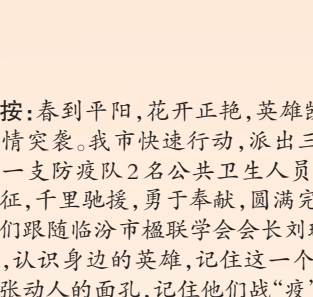 按:春到平阳,花开正艳,英雄凯
情突袭。我市快速行动,派出三
一支防疫队2名公共卫生人员
征,千里驰援,勇于奉献,圆满完
们跟随临汾市楹联学会会长刘
,认识身边的英雄,记住这一个
张动人的面孔,记住他们战“疫”